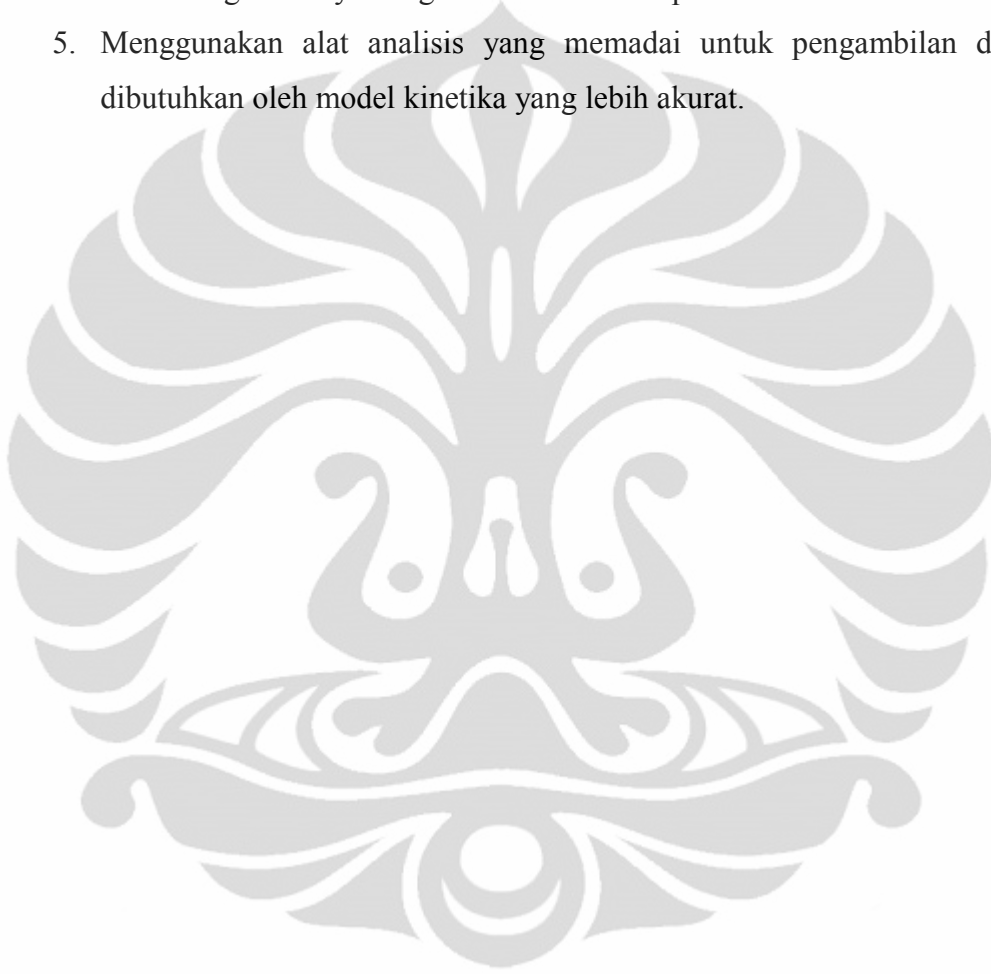 5. Menggunakan alat analisis yang memadai untuk pengambilan d
dibutuhkan oleh model kinetika yang lebih akurat.